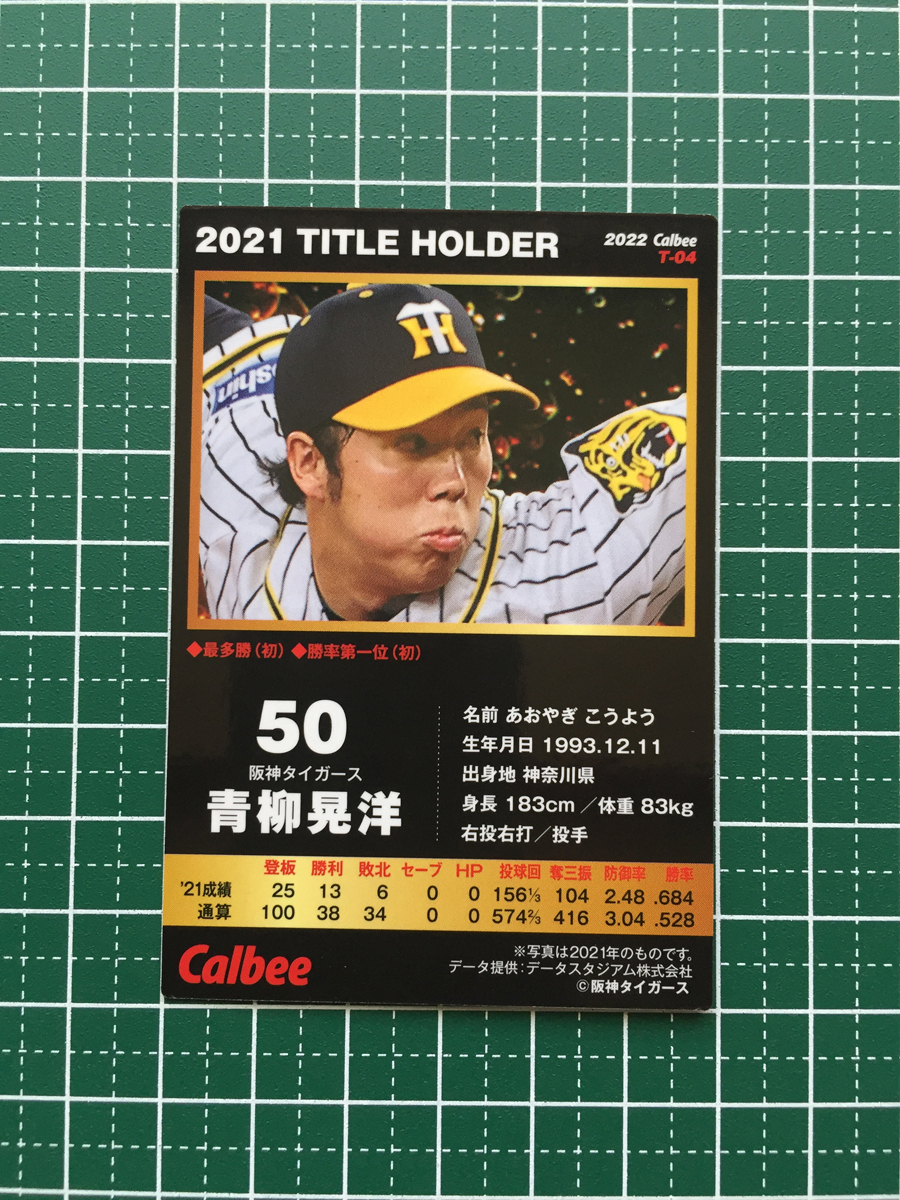 2021 TITLE HOLDER
2022 Calbee
T-04
◆最多勝(初) ◆勝率第一位(初)
50
阪神タイガース
青柳晃洋
名前 あおやぎ こうよう
生年月日 1993.12.11
出身地 神奈川県
身長 183cm/体重 83kg
右投右打/投手
登板 勝利 敗北 セーブ HP 投球回 奪三振 防御率 勝率
'21成績 25 13 6 0 0 156⅓ 104 2.48 .684
通算 100 38 34 0 0 574⅔ 416 3.04 .528
Calbee
※写真は2021年のものです。
データ提供:データスタジアム株式会社
©阪神タイガース